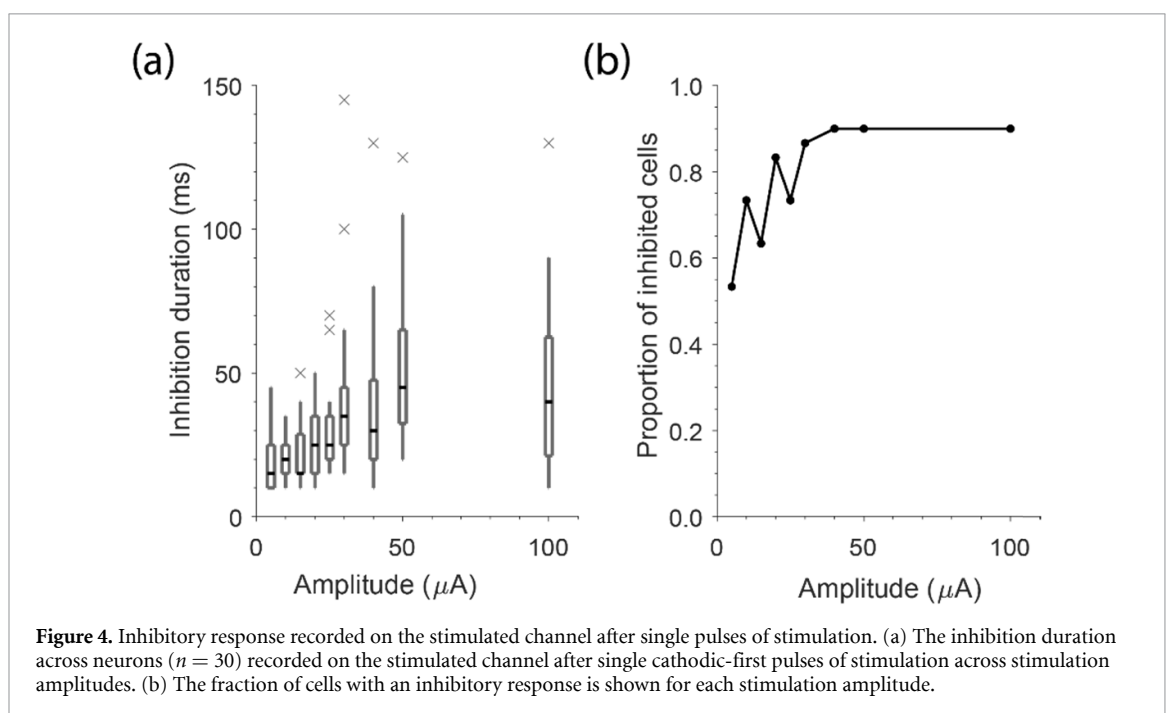 (a)
150
100
50
0
Inhibition duration (ms)
0 50 100
Amplitude (μA)
(b)
1.0
0.8
0.6
0.4
0.2
0.0
Proportion of inhibited cells
0 50 100
Amplitude (μA)
Figure 4. Inhibitory response recorded on the stimulated channel after single pulses of stimulation. (a) The inhibition duration
across neurons (n = 30) recorded on the stimulated channel after single cathodic-first pulses of stimulation across stimulation
amplitudes. (b) The fraction of cells with an inhibitory response is shown for each stimulation amplitude.